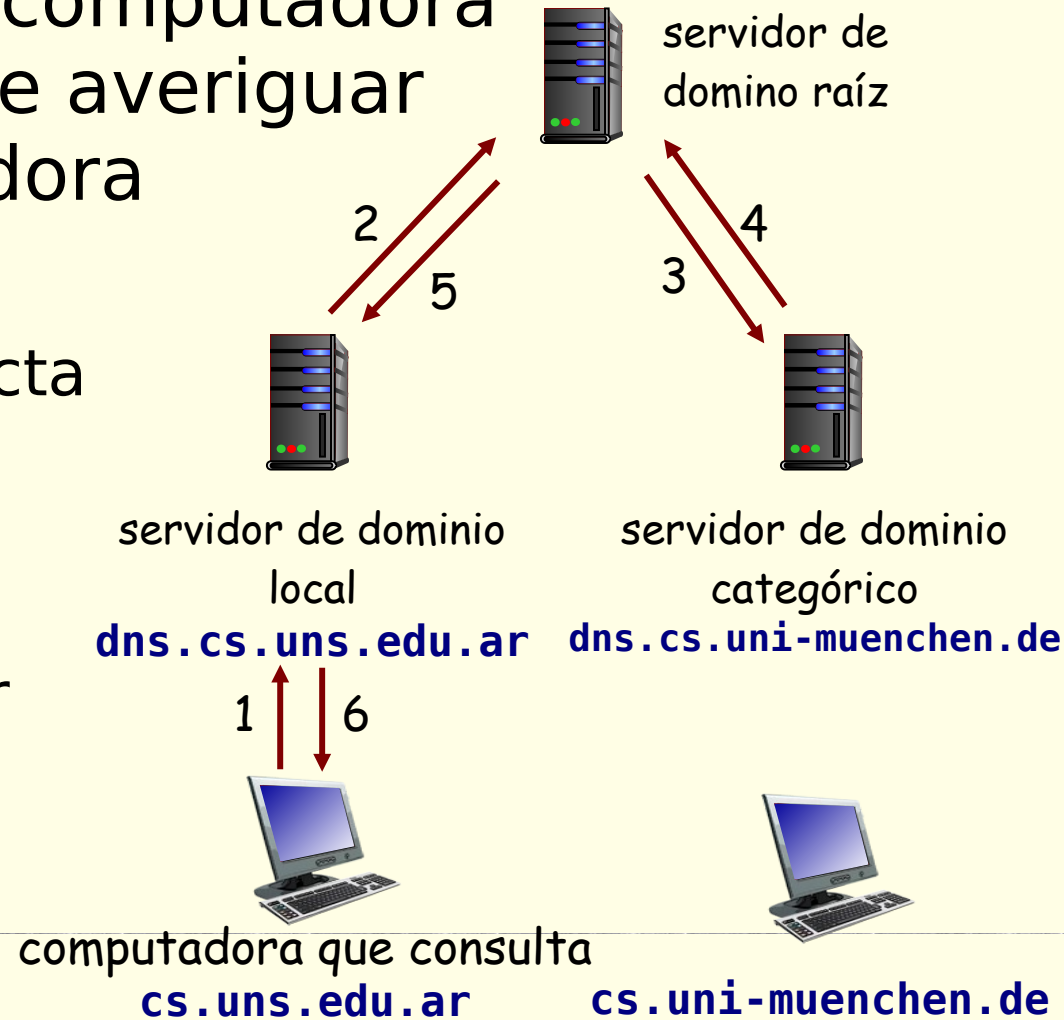 computadora
e averiguar
dora
cta
r
servidor de
domino raíz
2
5
4
3
servidor de dominio
local
dns.cs.uns.edu.ar
servidor de dominio
categórico
dns.cs.uni-muenchen.de
1
6
computadora que consulta
cs.uns.edu.ar
cs.uni-muenchen.de